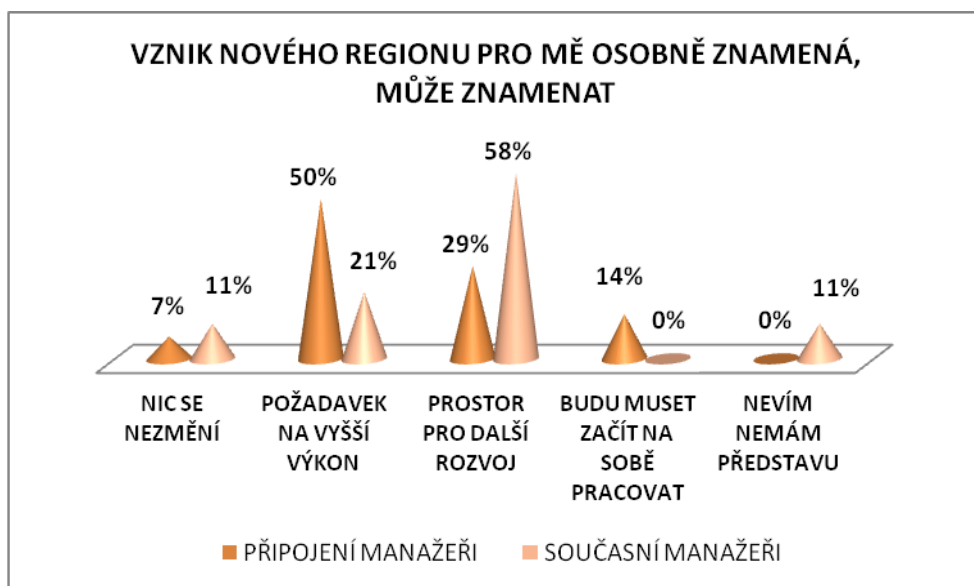 VZNIK NOVÉHO REGIONU PRO MĚ OSOBNĚ ZNAMENÁ,
MŮŽE ZNAMENAT
7%
11%
50%
21%
29%
58%
14%
0%
0%
11%
NIC SE
NEZMĚNÍ
POŽADAVEK
NA VYŠŠÍ
VÝKON
PROSTOR
PRO DALŠÍ
ROZVOJ
BUDU MUSET
ZAČÍT NA
SOBĚ
PRACOVAT
NEVÍM
NEMÁM
PŘEDSTAVU
PŘIPOJENÍ MANAŽEŘI
SOUČASNÍ MANAŽEŘI